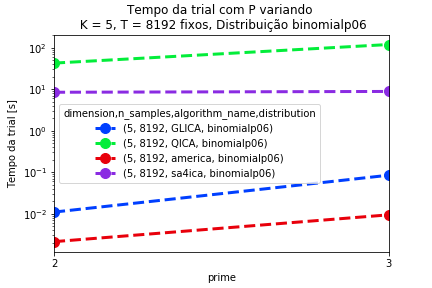 Tempo da trial com P variando
K = 5, T = 8192 fixos, Distribuição binomialp06
Tempo da trial [s]
10²
10¹
10⁰
10⁻¹
10⁻²
dimension,n_samples,algorithm_name,distribution
(5, 8192, GLICA, binomialp06)
(5, 8192, QICA, binomialp06)
(5, 8192, america, binomialp06)
(5, 8192, sa4ica, binomialp06)
2
3
prime